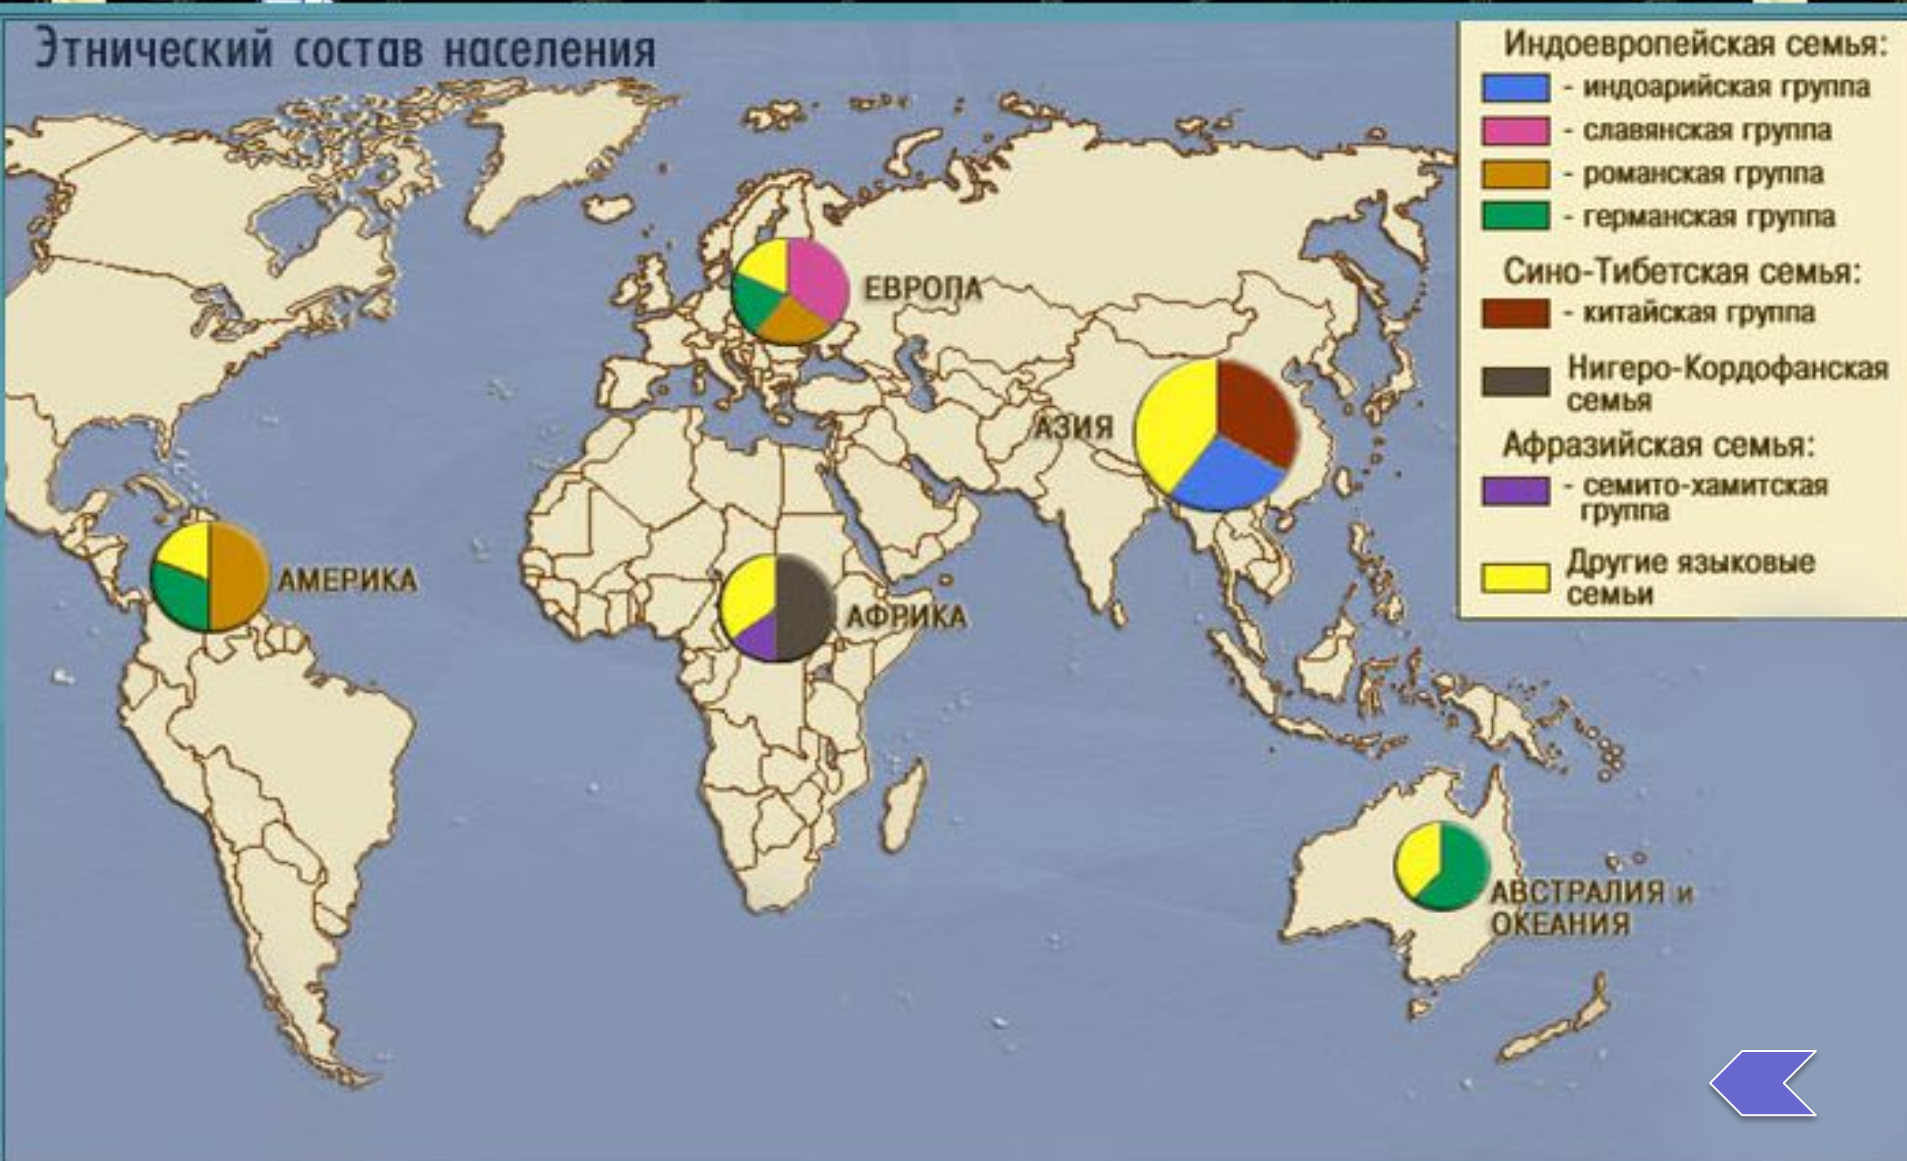 Этнический состав населения
Индоевропейская семья:
- индоарийская группа
- славянская группа
- романская группа
- германская группа
Сино-Тибетская семья:
- китайская группа
Нигеро-Кордофанская
семья
Афразийская семья:
- семито-хамитская
группа
Другие языковые
семьи
ЕВРОПА
АЗИЯ
АМЕРИКА
АФРИКА
АВСТРАЛИЯ и
ОКЕАНИЯ